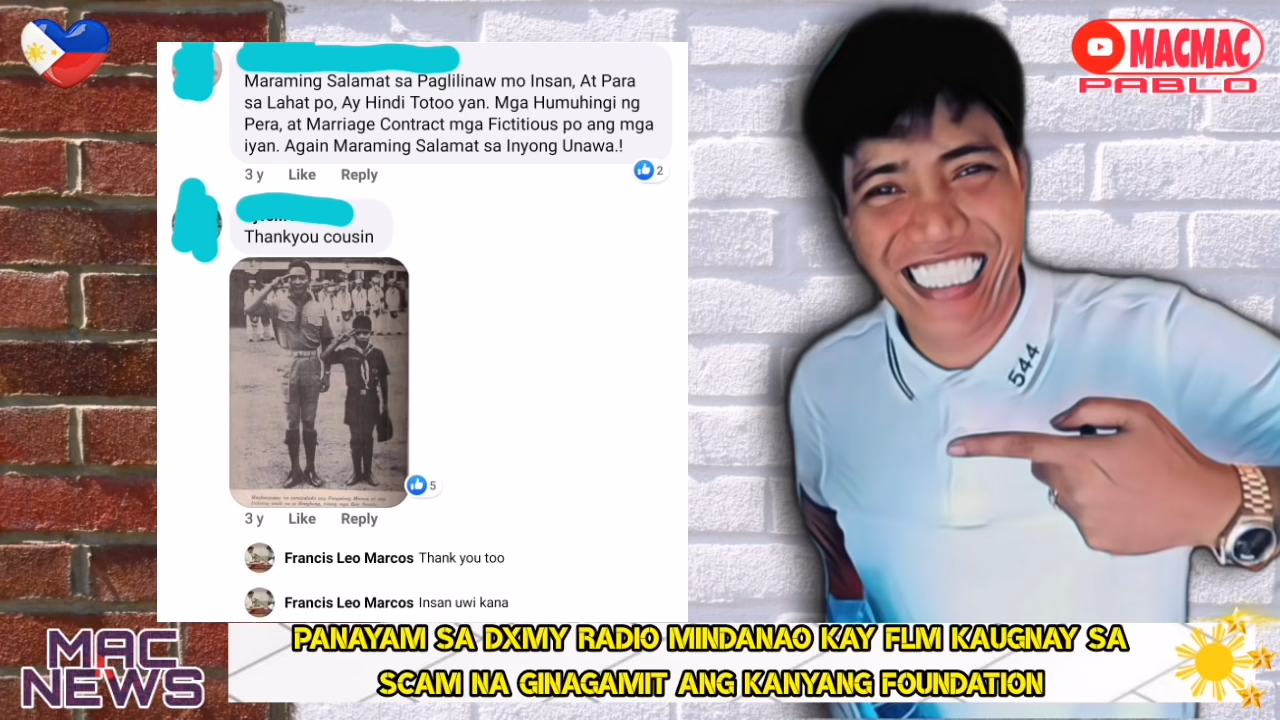 MACMAC
PABLO
Maraming Salamat sa Paglilinaw mo Insan, At Para
sa Lahat po, Ay Hindi Totoo yan. Mga Humuhingi ng
Pera, at Marriage Contract mga Fictitious po ang mga
iyan. Again Maraming Salamat sa Inyong Unawa.!
3 y Like Reply 2
Thankyou cousin
5
3 y Like Reply
Francis Leo Marcos Thank you too
Francis Leo Marcos Insan uwi kana
544
MAC
NEWS
PANAYAM SA DXMY RADIO MINDANAO KAY FLM KAUGNAY SA
SCAM NA GINAGAMIT ANG KANYANG FOUNDATION